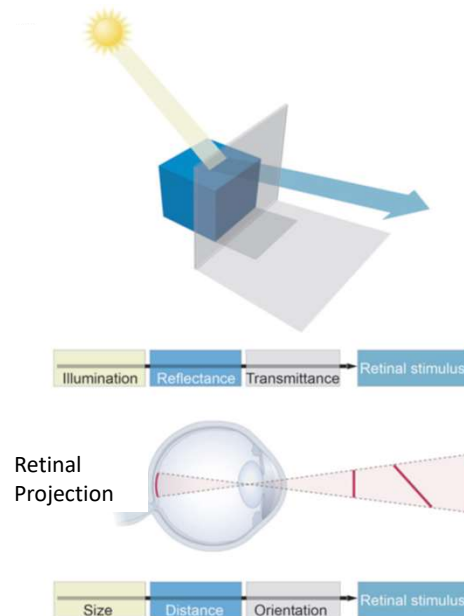 Illumination Reflectance Transmittance Retinal stimulus
Retinal
Projection
Size Distance Orientation Retinal stimulus